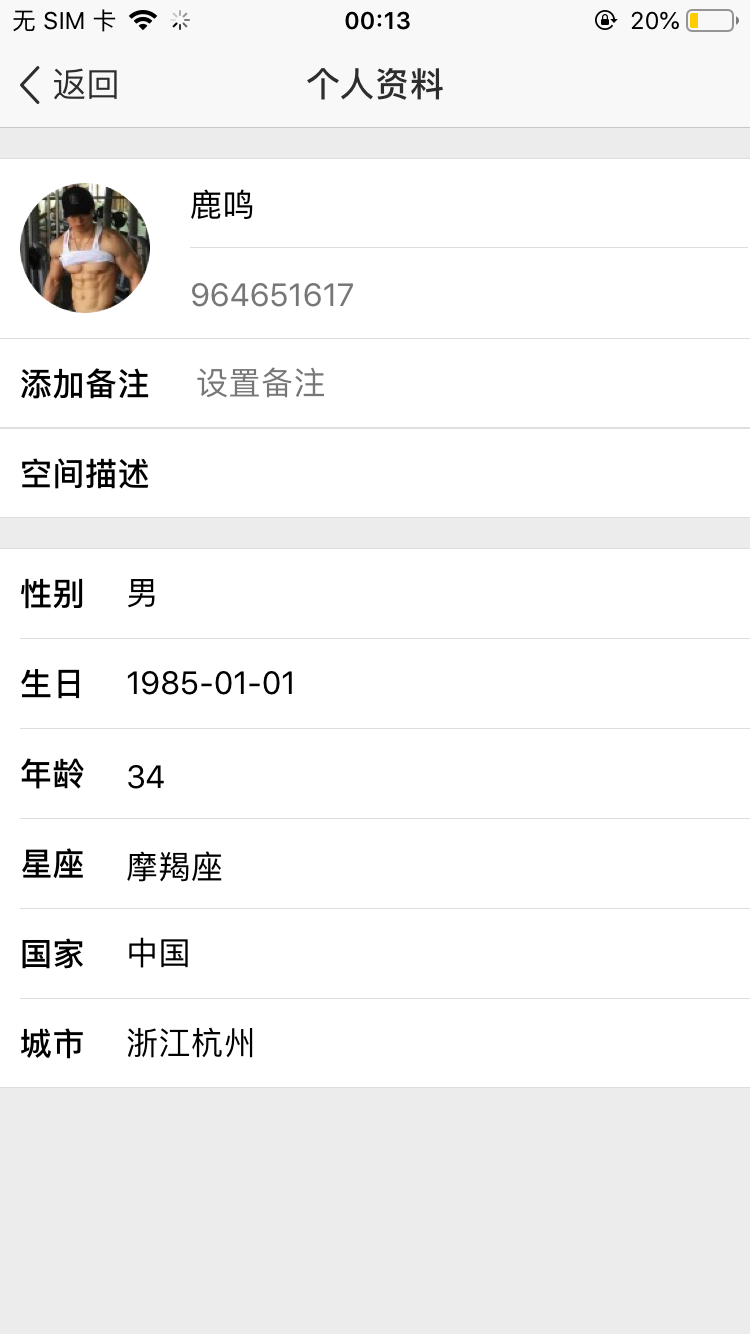 无 SIM 卡 00:13 20%
返回 个人资料
鹿鸣
964651617
添加备注 设置备注
空间描述
性别 男
生日 1985-01-01
年龄 34
星座 摩羯座
国家 中国
城市 浙江杭州